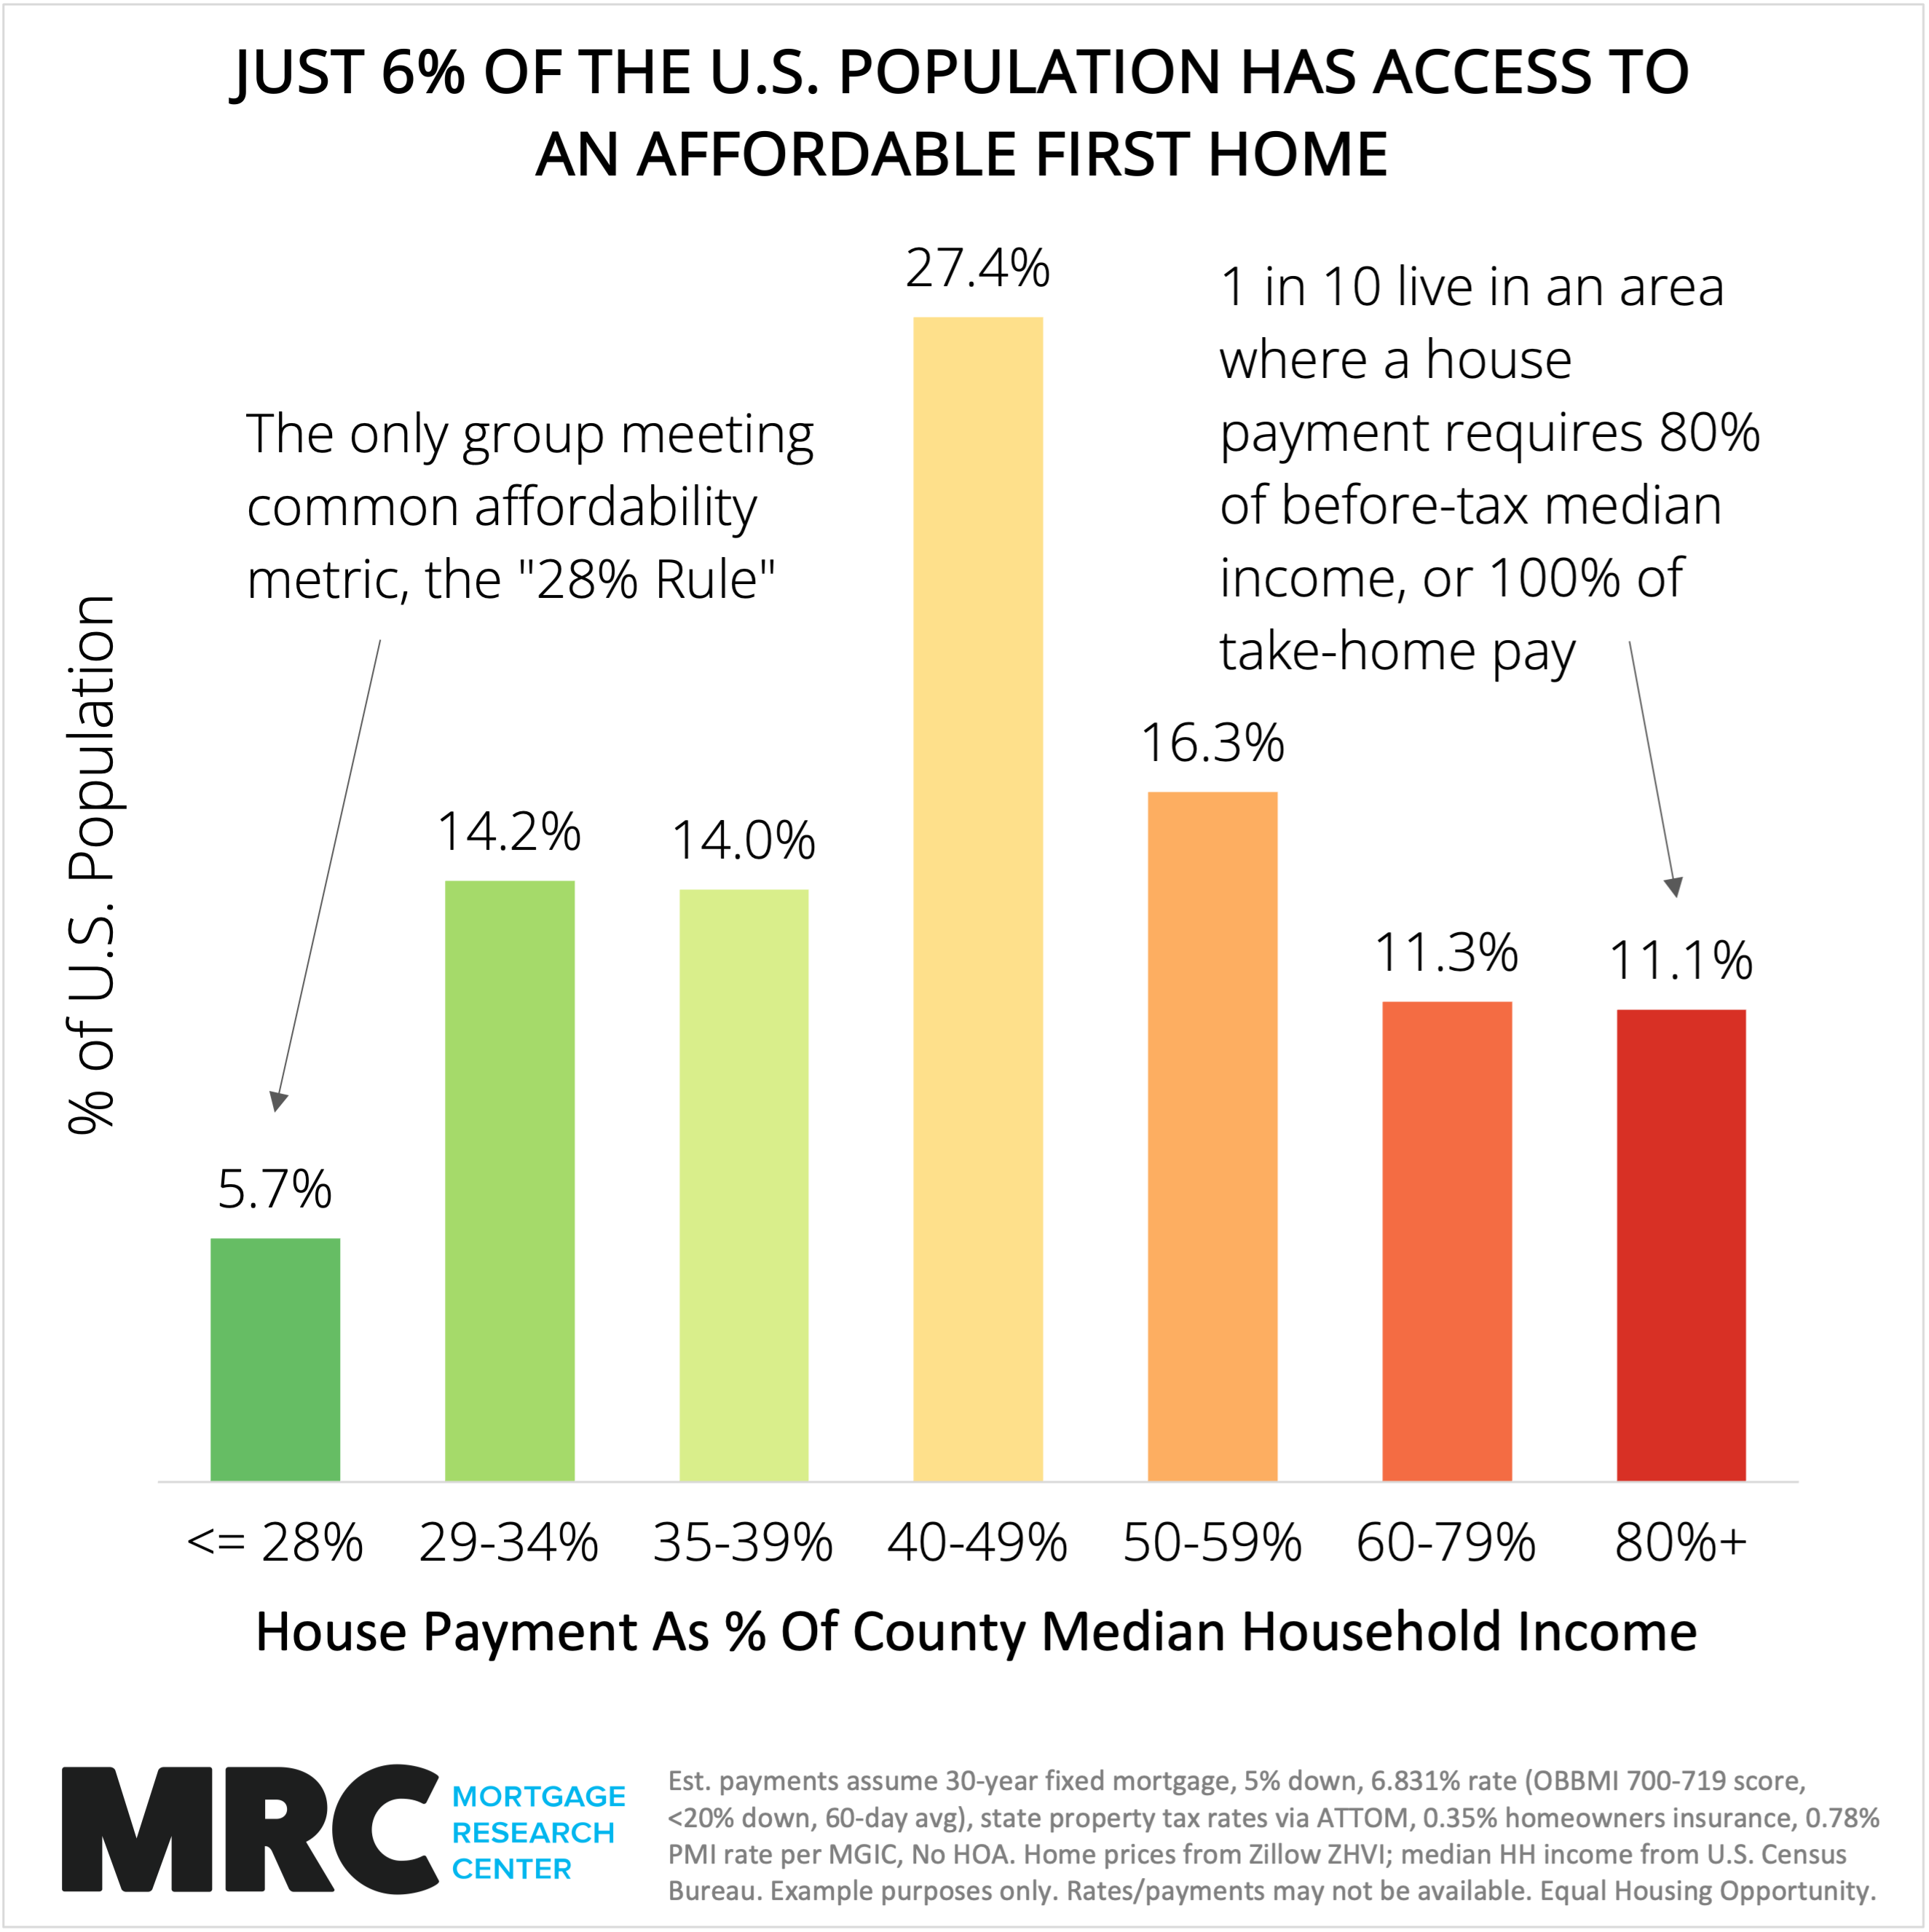 JUST 6% OF THE U.S. POPULATION HAS ACCESS TO
AN AFFORDABLE FIRST HOME
% of U.S. Population
The only group meeting
common affordability
metric, the "28% Rule"
1 in 10 live in an area
where a house
payment requires 80%
of before-tax median
income, or 100% of
take-home pay
5.7%
14.2%
14.0%
27.4%
16.3%
11.3%
11.1%
<= 28%
29-34%
35-39%
40-49%
50-59%
60-79%
80%+
House Payment As % Of County Median Household Income
MRC
MORTGAGE
RESEARCH
CENTER
Est. payments assume 30-year fixed mortgage, 5% down, 6.831% rate (OBBMI 700-719 score,
<20% down, 60-day avg), state property tax rates via ATTOM, 0.35% homeowners insurance, 0.78%
PMI rate per MGIC, No HOA. Home prices from Zillow ZHVI; median HH income from U.S. Census
Bureau. Example purposes only. Rates/payments may not be available. Equal Housing Opportunity.